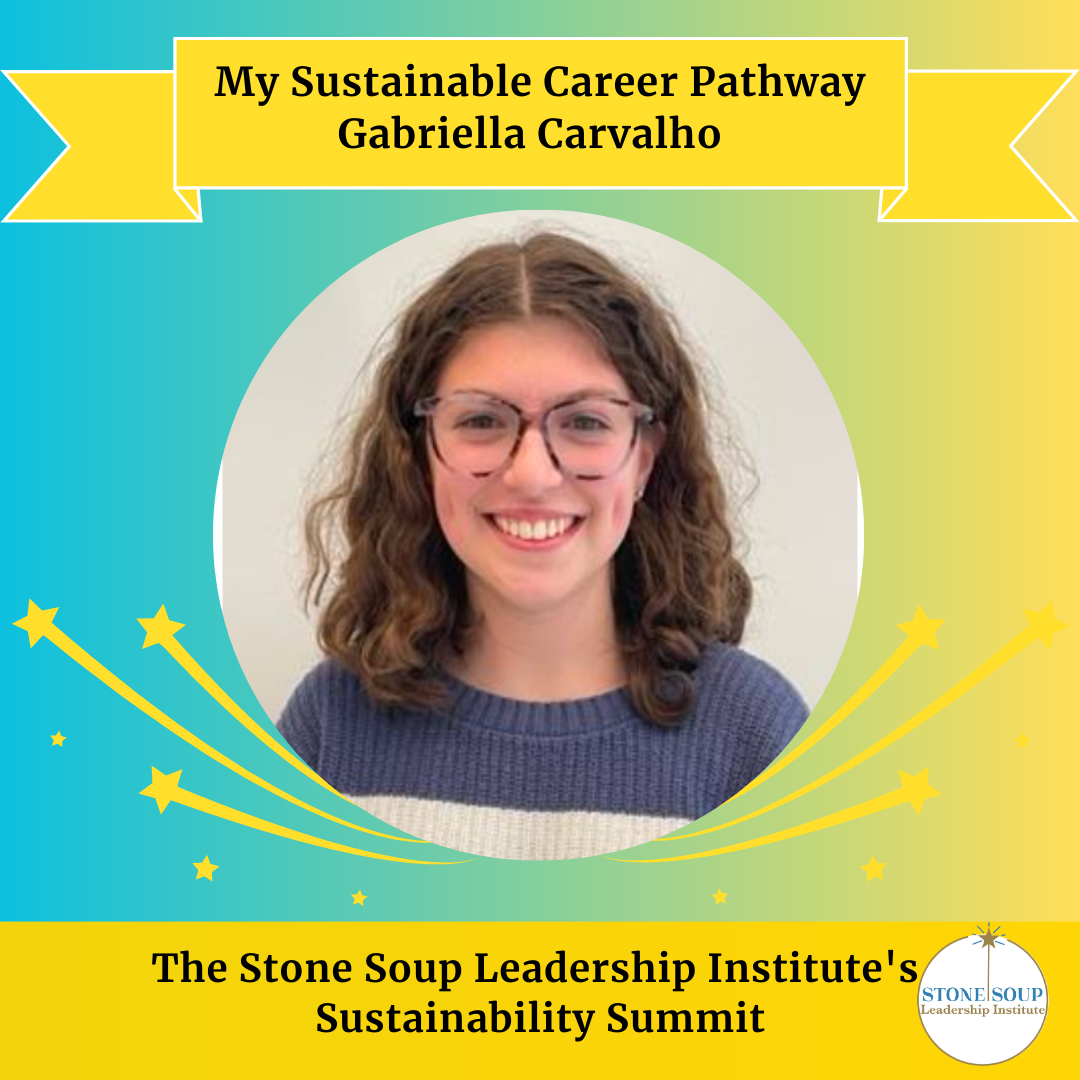 My Sustainable Career Pathway
Gabriella Carvalho
The Stone Soup Leadership Institute's
Sustainability Summit
STONE SOUP
Leadership Institute